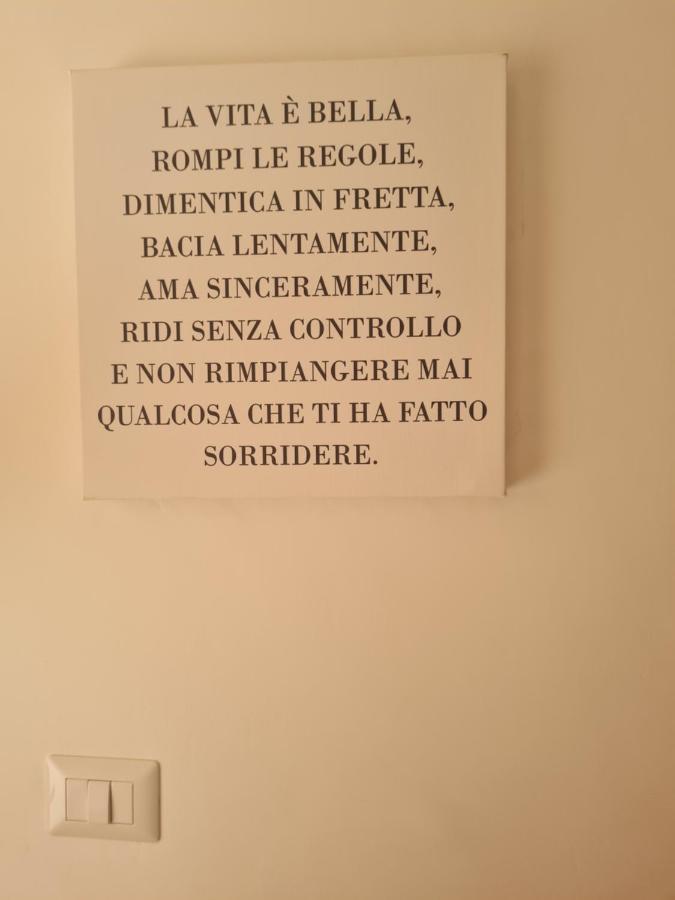 LA VITA È BELLA,
ROMPI LE REGOLE,
DIMENTICA IN FRETTA,
BACIA LENTAMENTE,
AMA SINCERAMENTE,
RIDI SENZA CONTROLLO
E NON RIMPIANGERE MAI
QUALCOSA CHE TI HA FATTO
SORRIDERE.